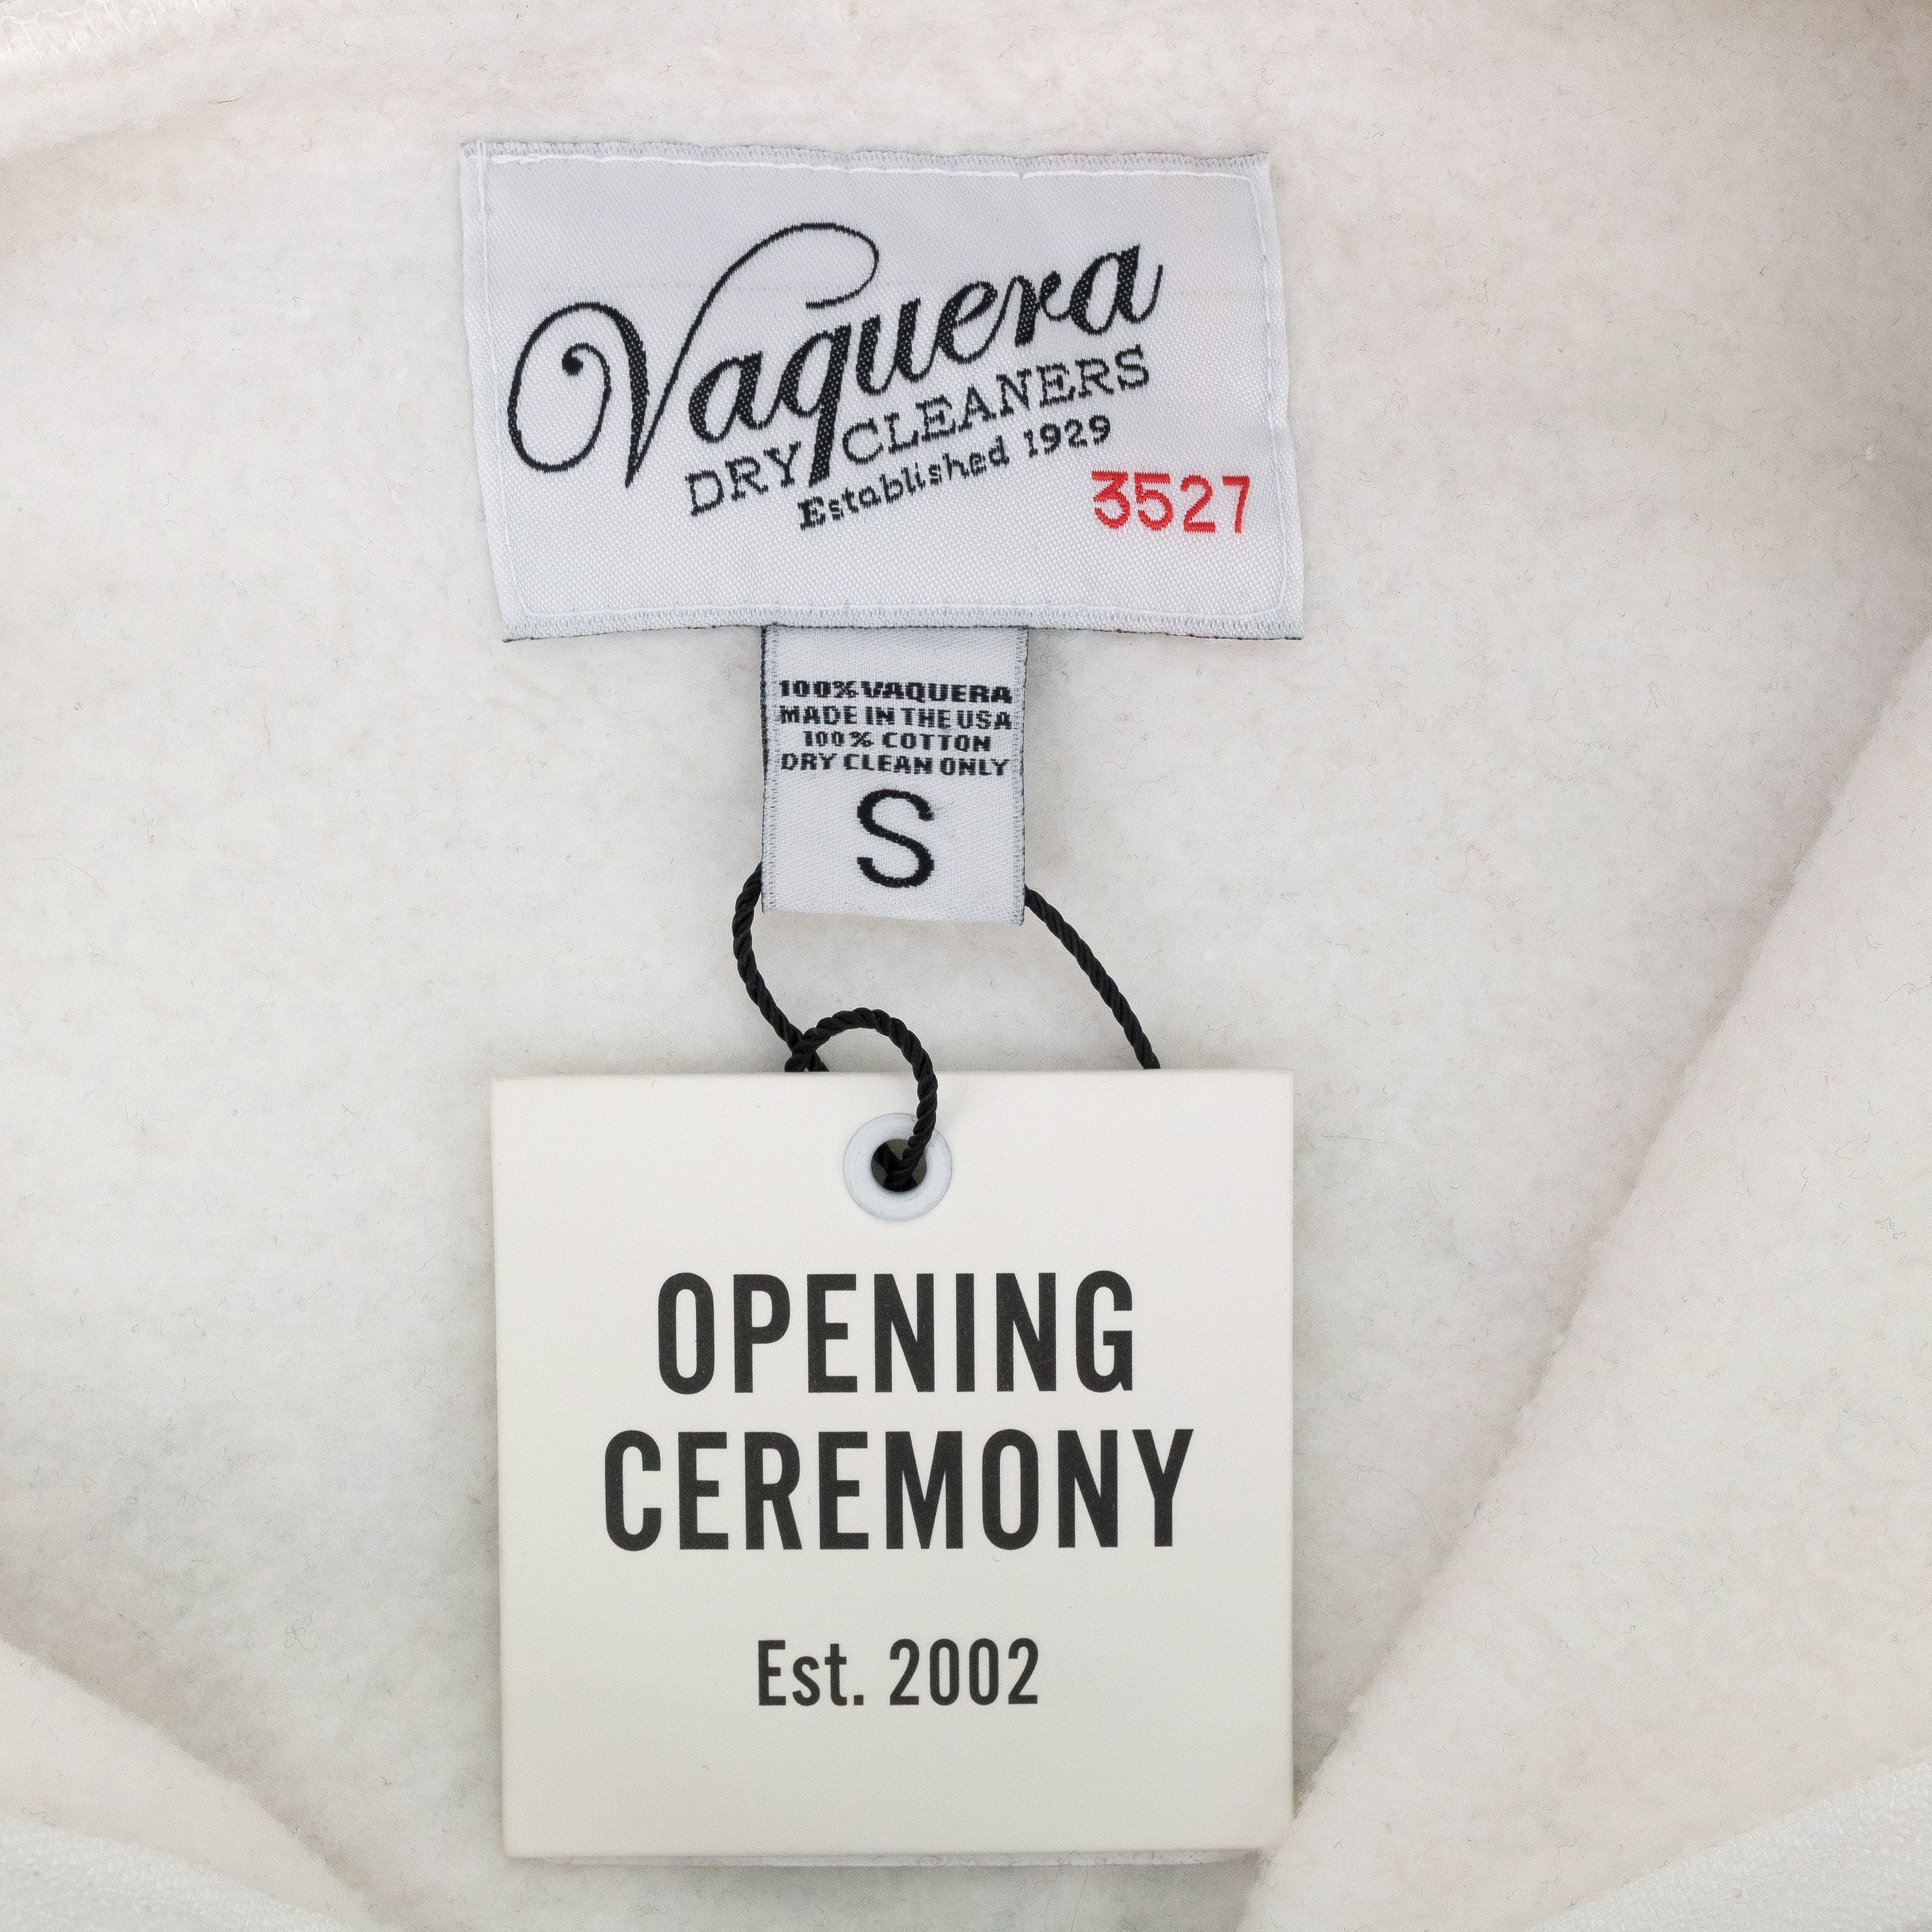 Vaquera
DRY CLEANERS
Established 1929
3527
100% VAQUERA
MADE IN THE USA
100% COTTON
DRY CLEAN ONLY
S
OPENING
CEREMONY
Est. 2002